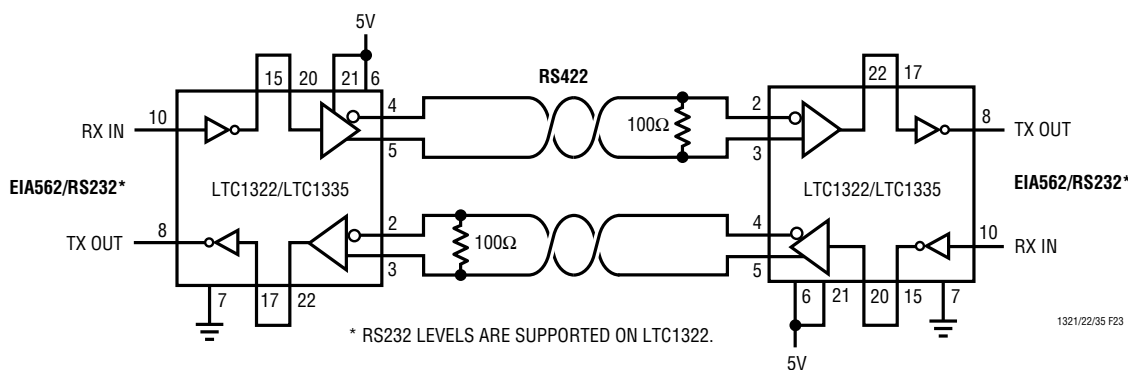 5V
15 20 21 6
RS422
22 17
10
4
2
8
RX IN
100Ω
TX OUT
5
3
EIA562/RS232*
LTC1322/LTC1335
LTC1322/LTC1335
EIA562/RS232*
8
2
4
10
TX OUT
100Ω
RX IN
3
5
7 17 22
6 21 20 15 7
* RS232 LEVELS ARE SUPPORTED ON LTC1322.
1321/22/35 F23
5V